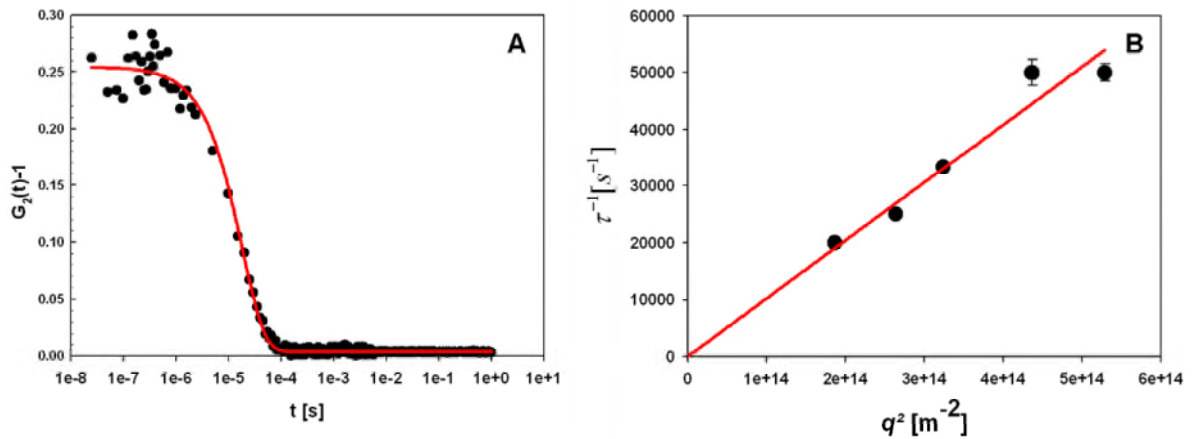 A
G₂(t)-1
0.30
0.25
0.20
0.15
0.10
0.05
0.00
1e-8 1e-7 1e-6 1e-5 1e-4 1e-3 1e-2 1e-1 1e+0 1e+1
t [s]
B
τ⁻¹[s⁻¹]
60000
50000
40000
30000
20000
10000
0
0 1e+14 2e+14 3e+14 4e+14 5e+14 6e+14
q² [m⁻²]